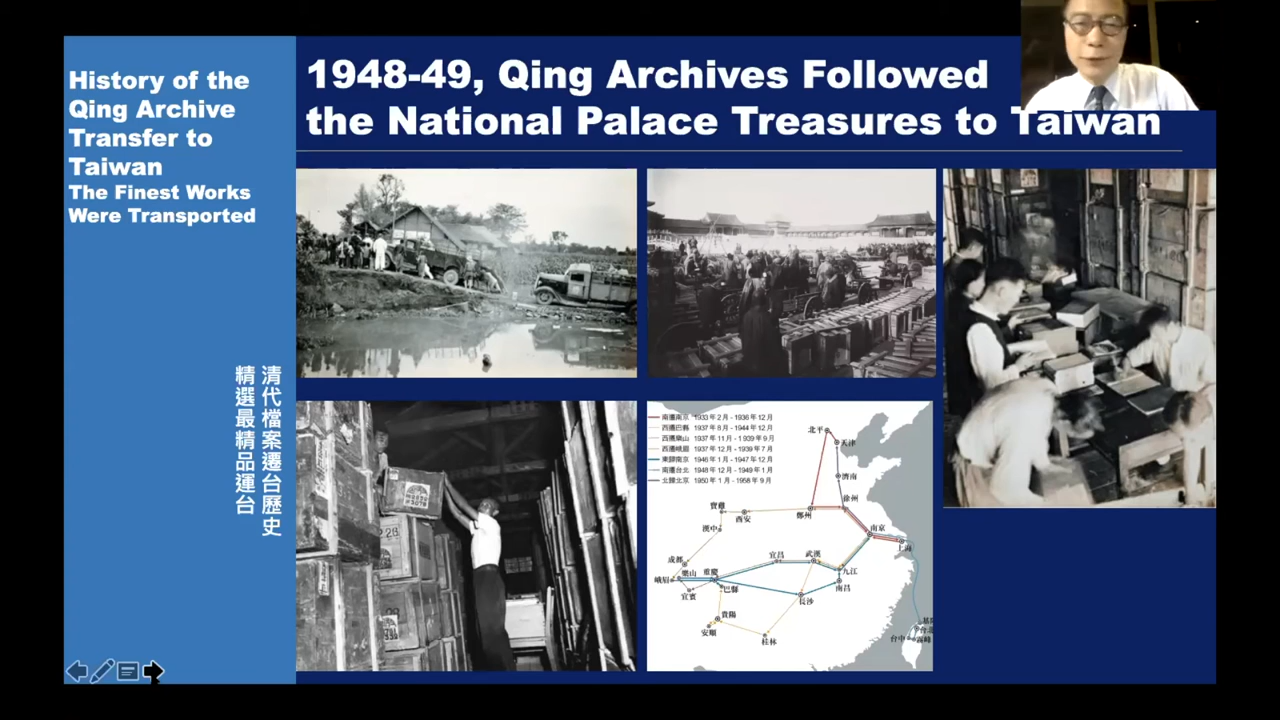 History of the
Qing Archive
Transfer to
Taiwan
The Finest Works
Were Transported
清代檔案遷台歷史
精選最精品運台
1948-49, Qing Archives Followed
the National Palace Treasures to Taiwan
南遷南京 1933年2月-1936年12月
西遷巴縣 1937年8月-1944年12月
西遷樂山 1937年11月-1939年9月
西遷峨眉 1937年12月-1939年7月
東歸南京 1946年1月-1947年12月
南遷台北 1948年12月-1949年1月
北歸北京 1950年1月-1958年9月
北平
天津
濟南
徐州
鄭州
西安
寶雞
漢中
南京
上海
成都
樂山
重慶
宜昌
武漢
九江
峨眉
宜賓
巴縣
長沙
南昌
貴陽
安順
桂林
台中
霧峰